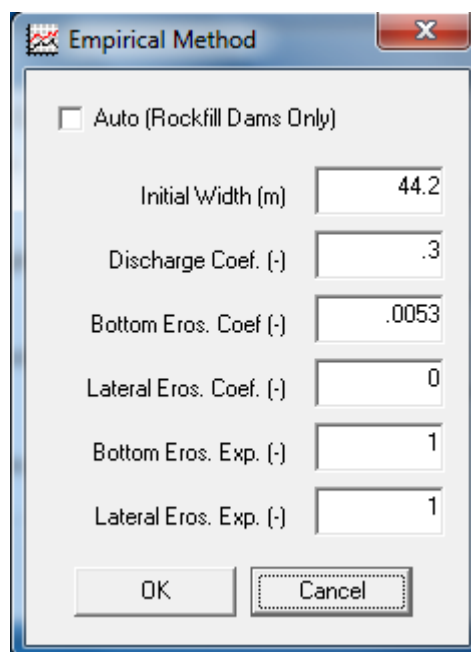 Empirical Method
Auto (Rockfill Dams Only)
Initial Width (m) 44.2
Discharge Coef. (-) .3
Bottom Eros. Coef (-) .0053
Lateral Eros. Coef. (-) 0
Bottom Eros. Exp. (-) 1
Lateral Eros. Exp. (-) 1
OK Cancel